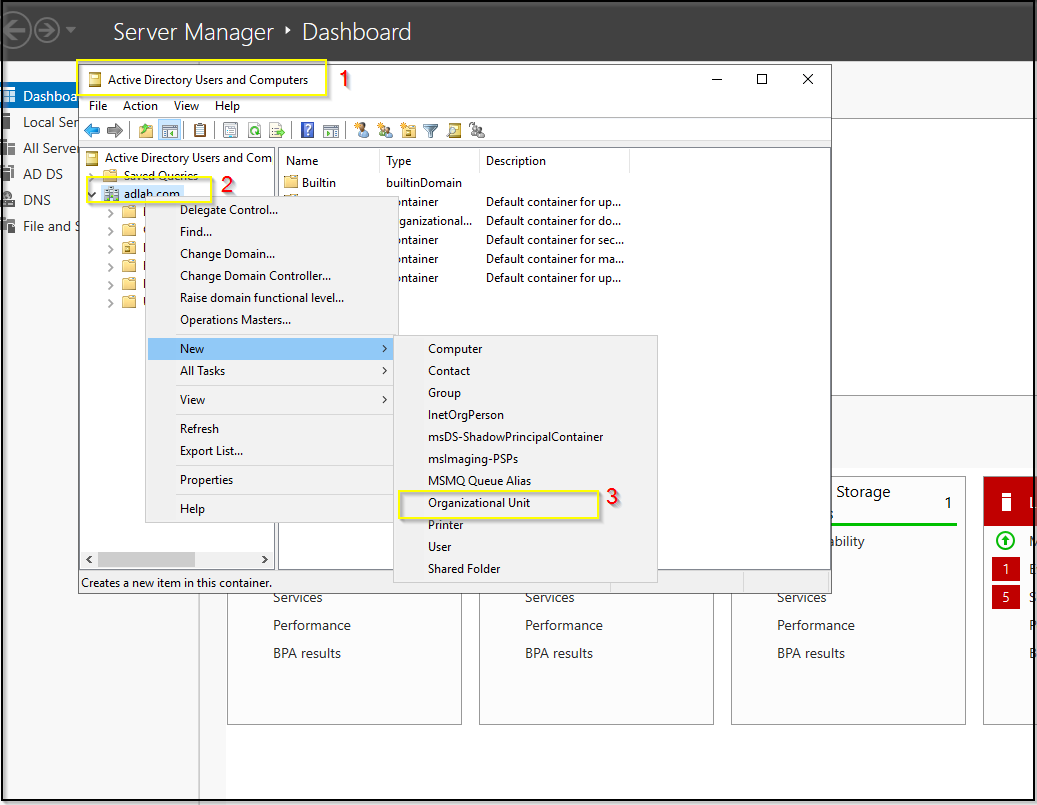 Server Manager ‣ Dashboard
Active Directory Users and Computers
1
File Action View Help
Dashboa
Local Ser
All Server
AD DS
DNS
File and S
Active Directory Users and Com
Saved Queries
adlab.com
2
Name Type Description
Builtin builtinDomain
ontainer Default container for up...
rganizational... Default container for do...
ontainer Default container for sec...
ontainer Default container for ma...
ontainer Default container for up...
Delegate Control...
Find...
Change Domain...
Change Domain Controller...
Raise domain functional level...
Operations Masters...
New
All Tasks
View
Refresh
Export List...
Properties
Help
Computer
Contact
Group
InetOrgPerson
msDS-ShadowPrincipalContainer
msImaging-PSPs
MSMQ Queue Alias
Organizational Unit
3
Printer
User
Shared Folder
Creates a new item in this container.
Storage
1
ability
1
5
Services Services Services
Performance Performance Performance
BPA results BPA results BPA results